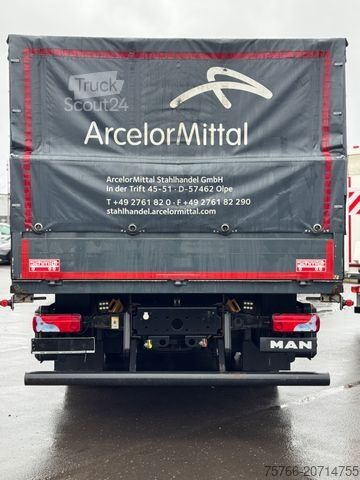 Truck
Scout24
ArcelorMittal
ArcelorMittal Stahlhandel GmbH
In der Trift 45-51 · D-57462 Olpe
T +49 2761 82 0 · F +49 2761 82 290
stahlhandel.arcelormittal.com
MAN
75766-20714755